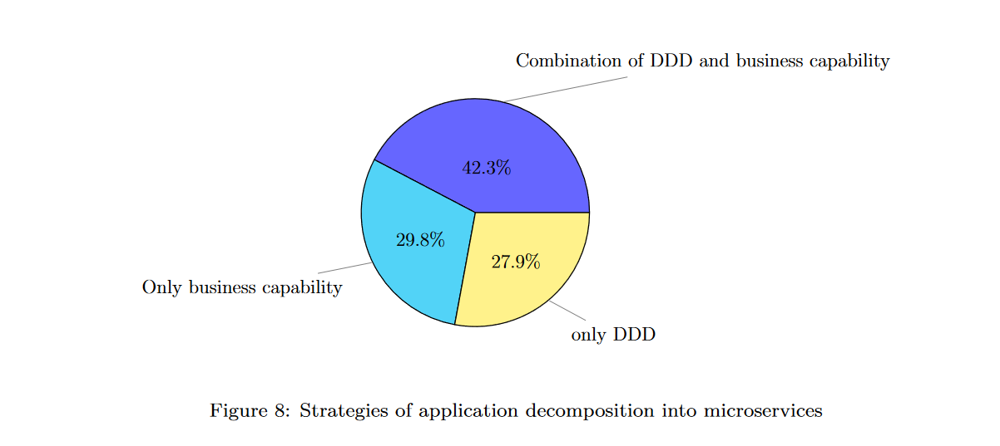 Combination of DDD and business capability
42.3%
29.8%
27.9%
Only business capability
only DDD
Figure 8: Strategies of application decomposition into microservices